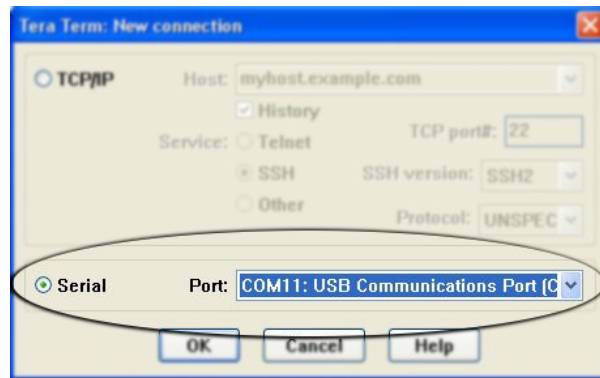 Tera Term: New connection
TCP/IP
Host: myhost.example.com
History
Service: Telnet
TCP port#: 22
SSH
SSH version: SSH2
Other
Protocol: UNSPEC
Serial
Port: COM11: USB Communications Port (C
OK Cancel Help